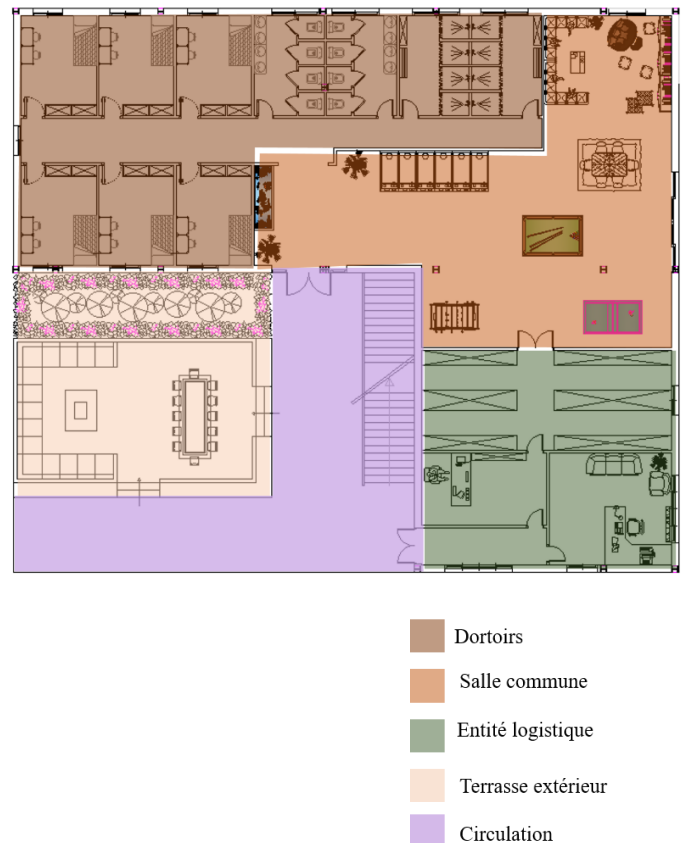 Dortoirs
Salle commune
Entité logistique
Terrasse extérieur
Circulation